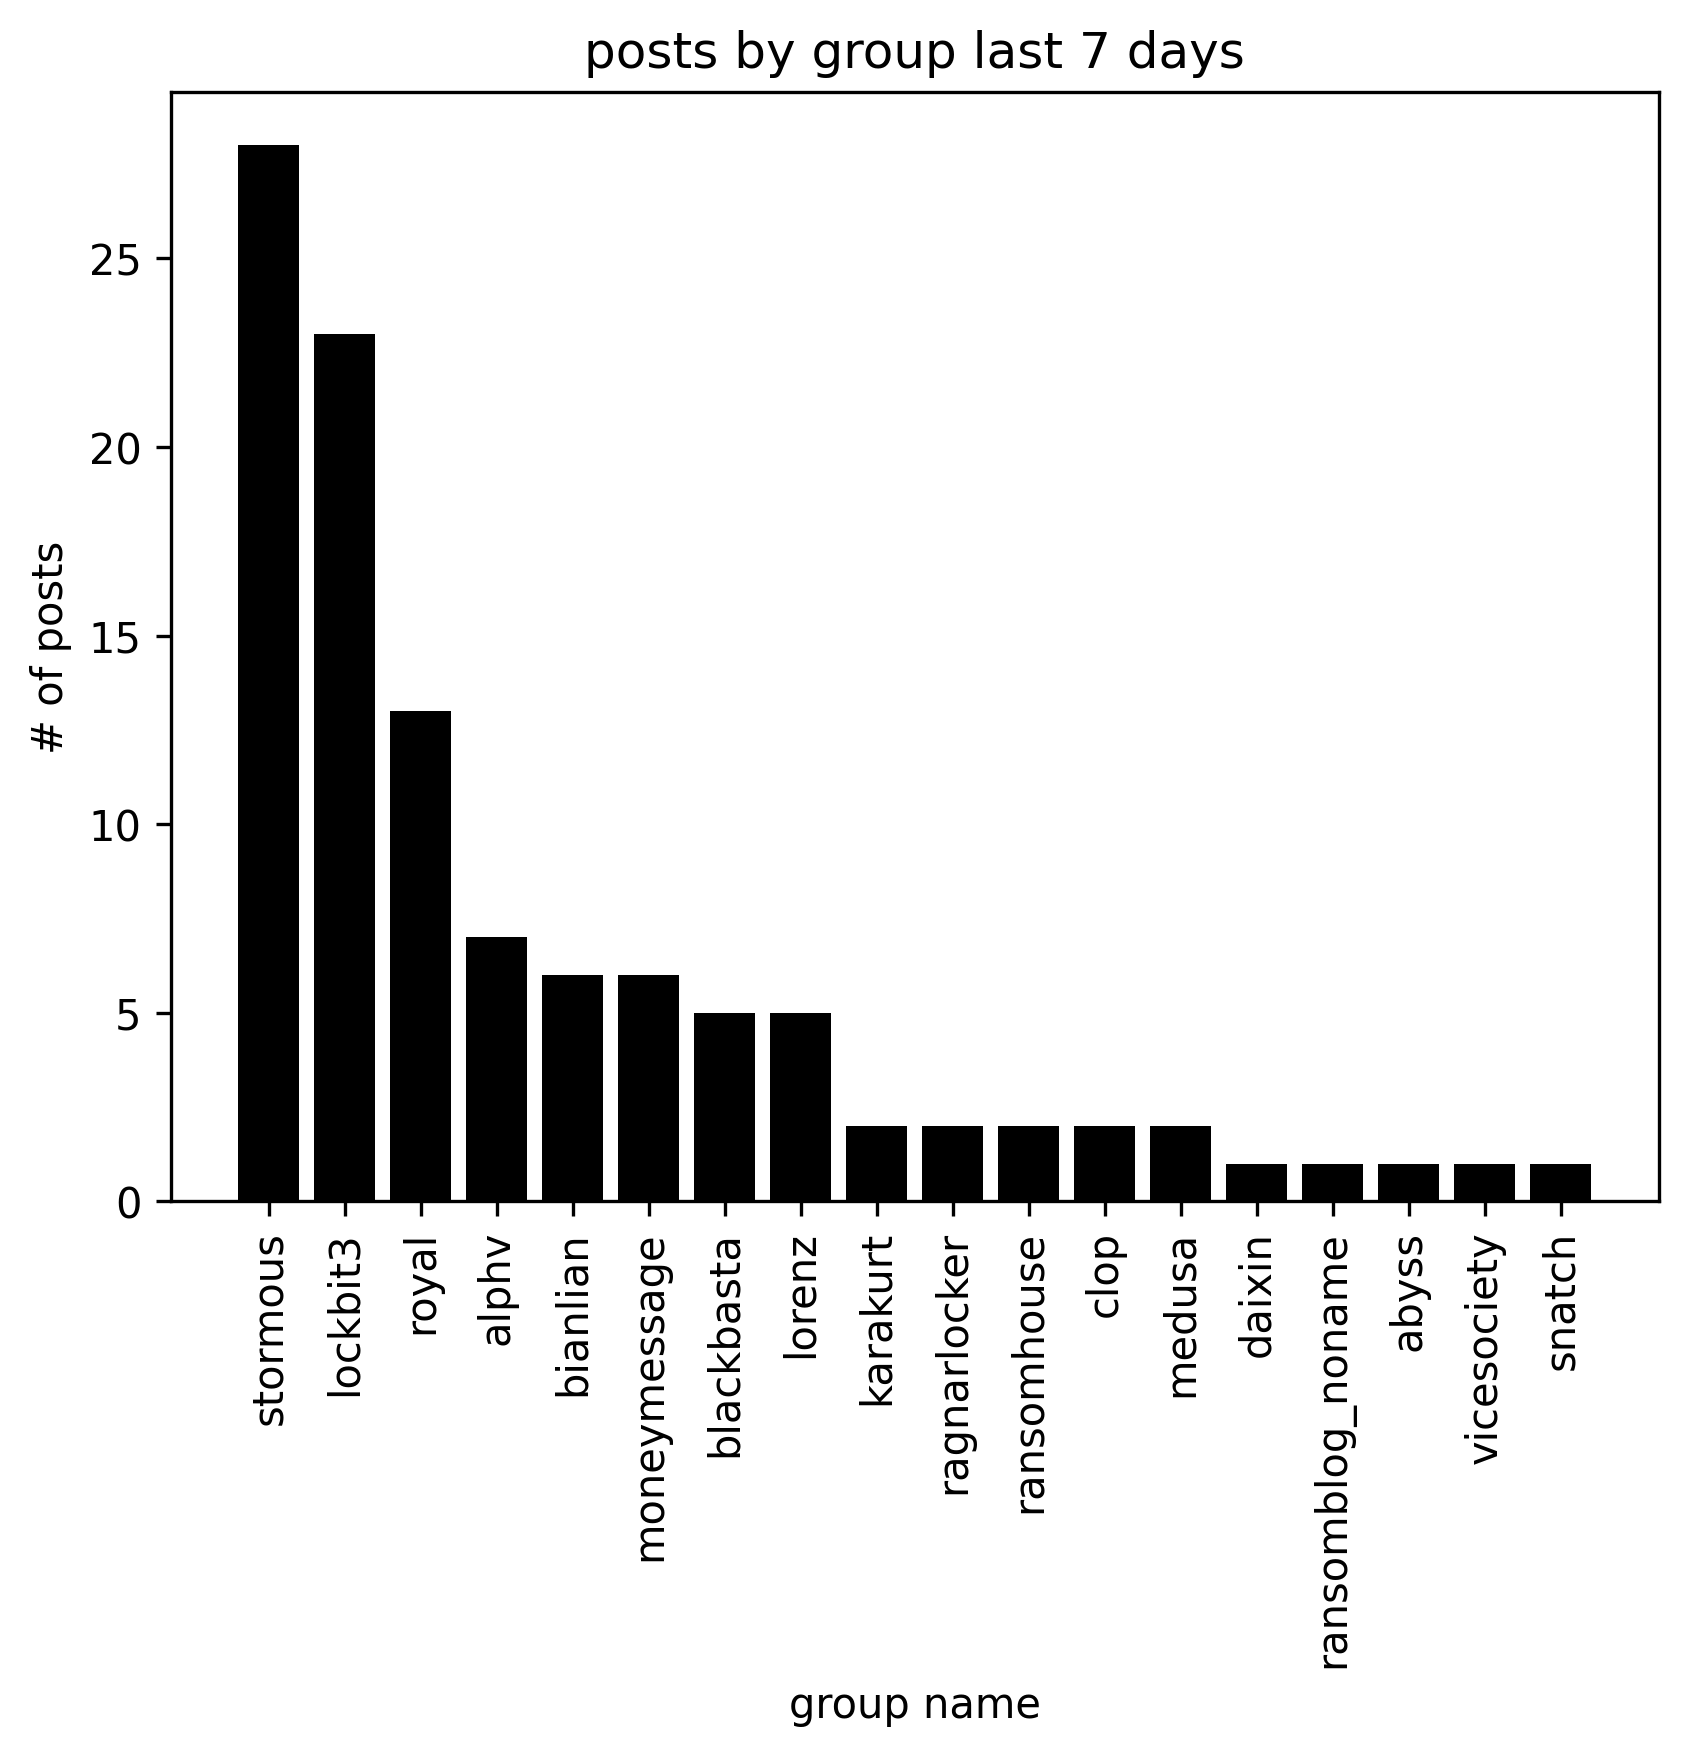 posts by group last 7 days
# of posts
25
20
15
10
5
0
stormous
lockbit3
royal
alphv
bianlian
moneymessage
blackbasta
lorenz
karakurt
ragnarlocker
ransomhouse
clop
medusa
daixin
ransomblog_noname
abyss
vicesociety
snatch
group name